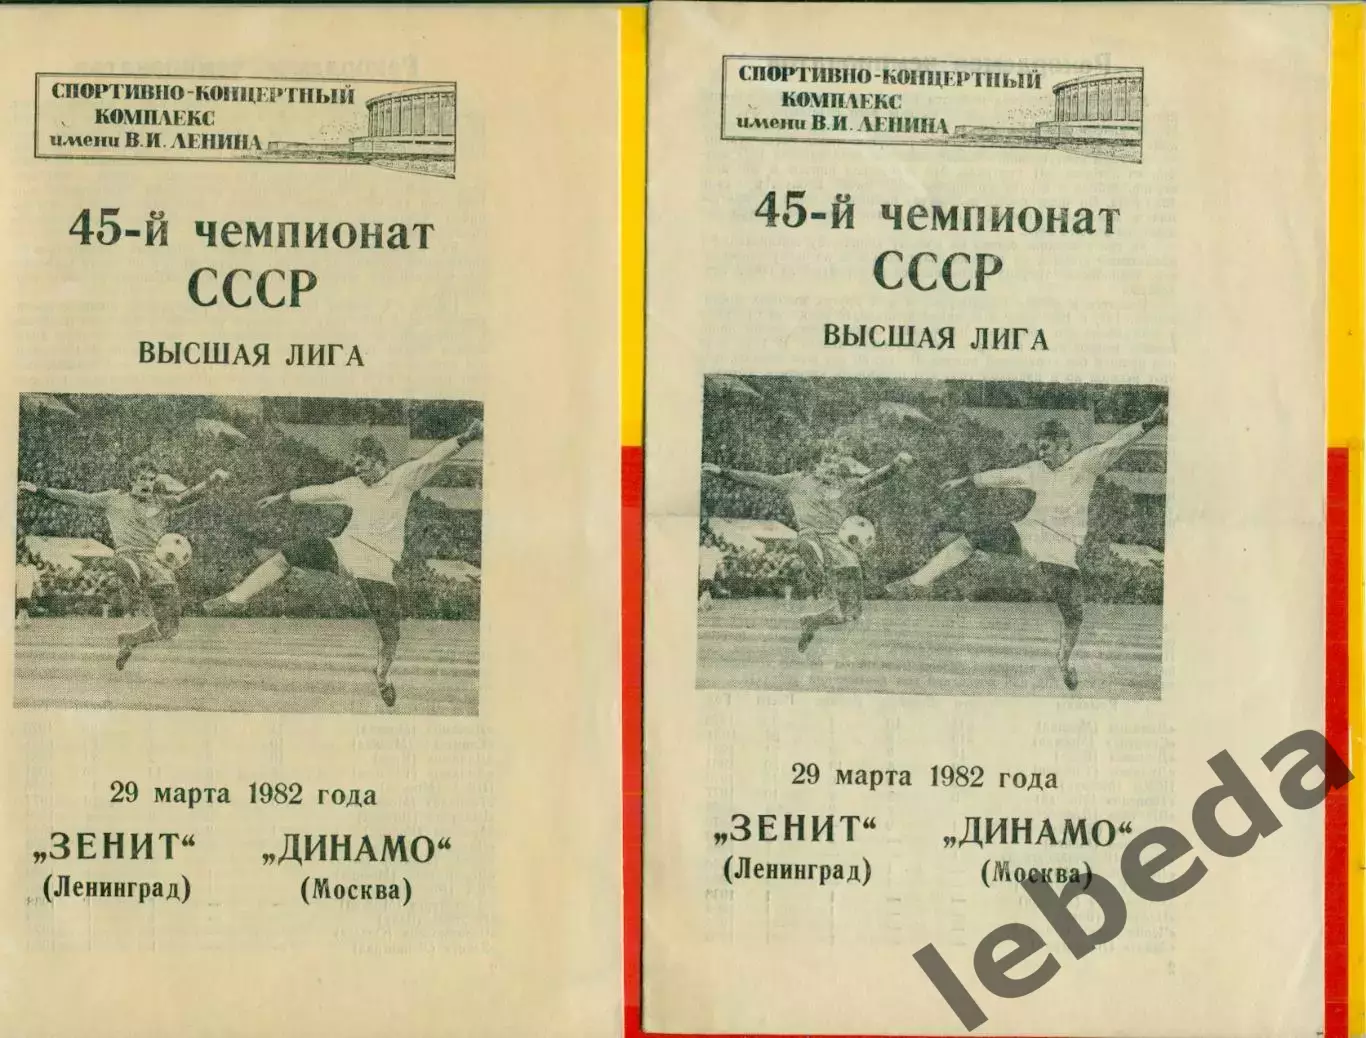 СПОРТИВНО-КОНЦЕРТНЫЙ
КОМПЛЕКС
имени В.И. ЛЕНИНА
45-й чемпионат
СССР
ВЫСШАЯ ЛИГА
29 марта 1982 года
„ЗЕНИТ“ „ДИНАМО“
(Ленинград) (Москва)
СПОРТИВНО-КОНЦЕРТНЫЙ
КОМПЛЕКС
имени В.И. ЛЕНИНА
45-й чемпионат
СССР
ВЫСШАЯ ЛИГА
29 марта 1982 года
„ЗЕНИТ“ „ДИНАМО“
(Ленинград) (Москва)
lebeda